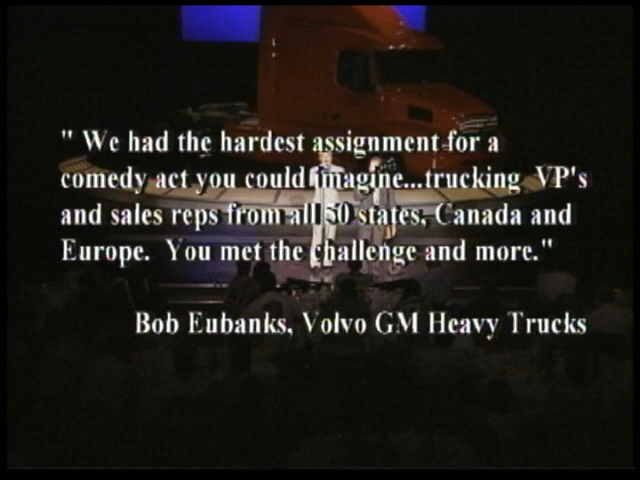 " We had the hardest assignment for a
comedy act you could imagine...trucking VP's
and sales reps from all 50 states, Canada and
Europe. You met the challenge and more."
Bob Eubanks, Volvo GM Heavy Trucks